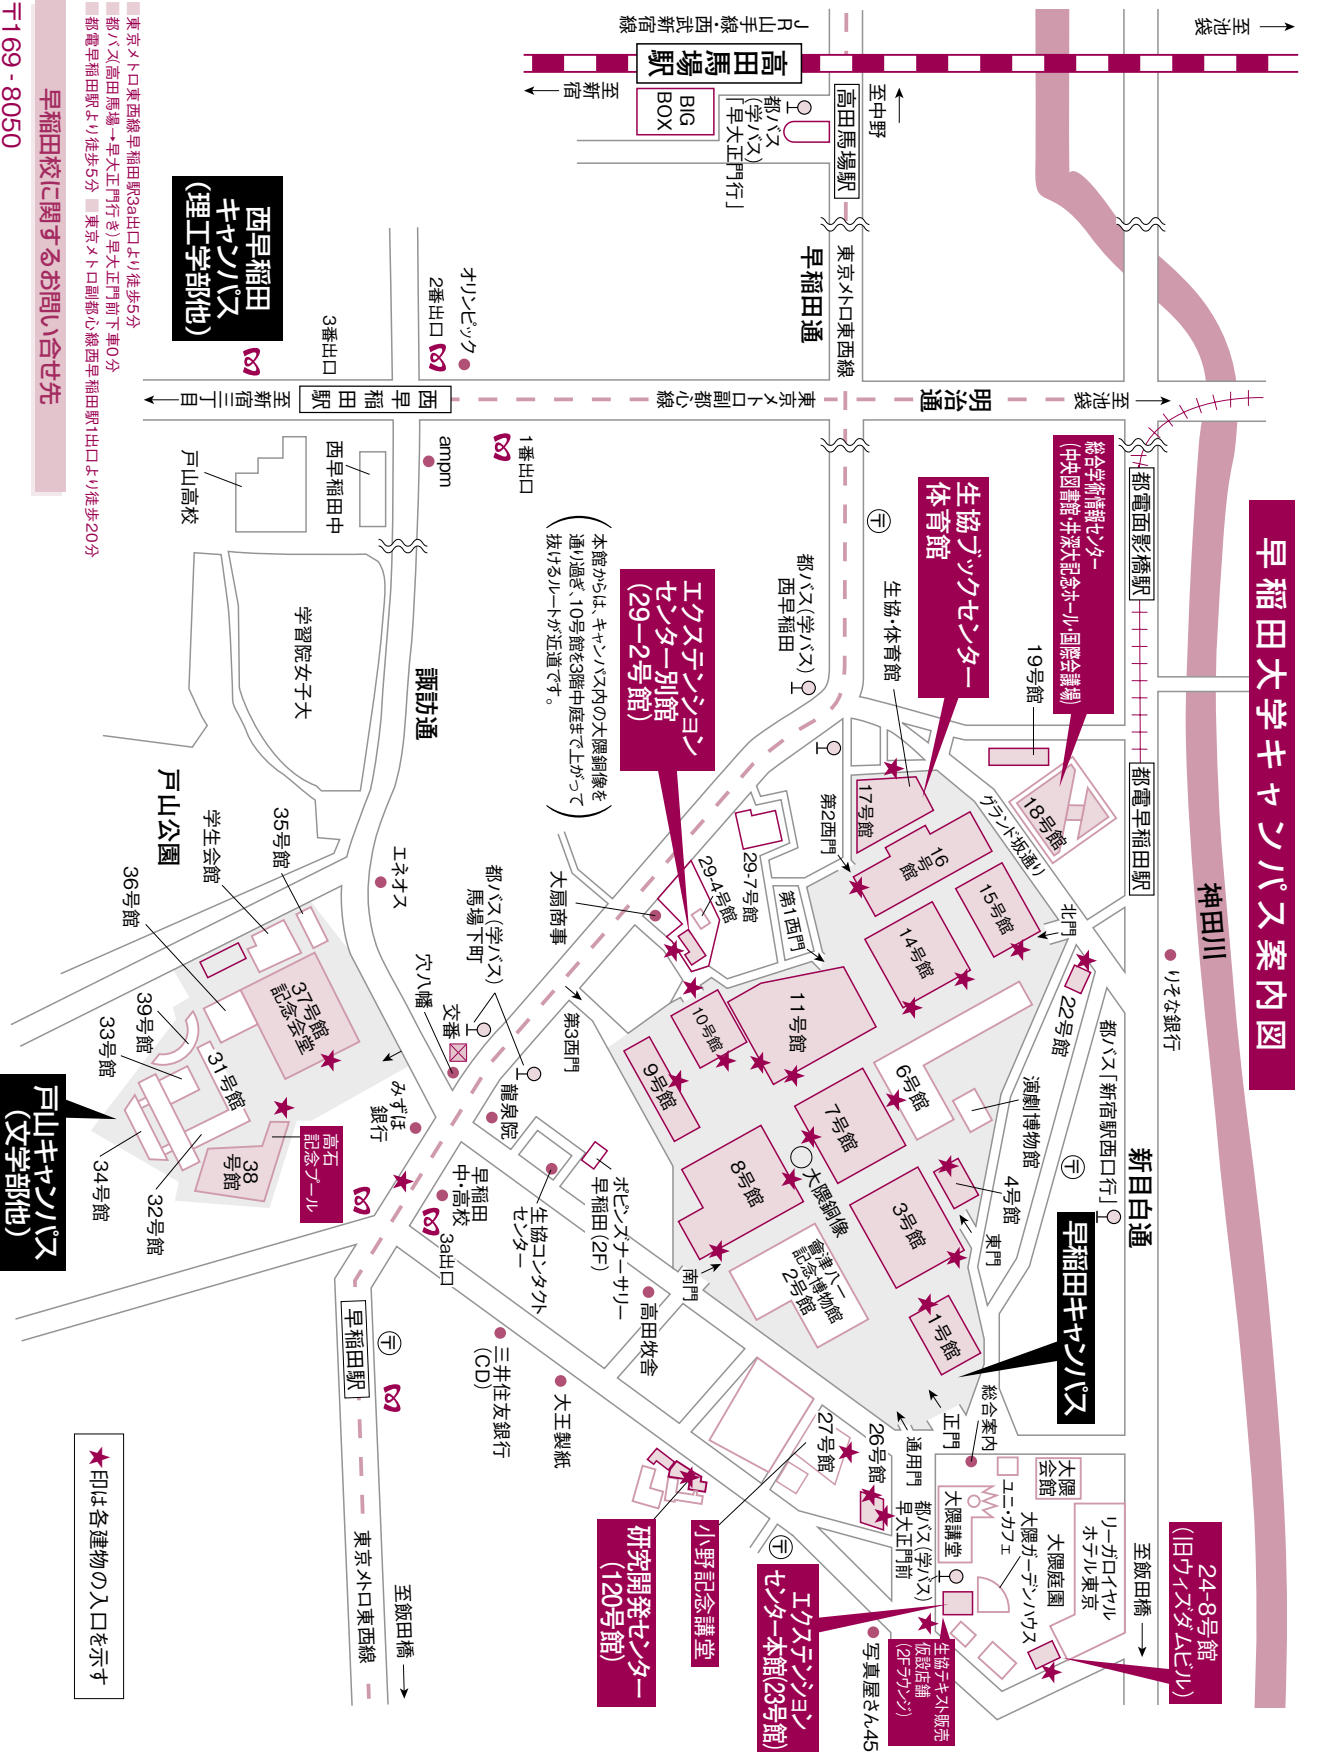 早稲田大学キャンパス案内図
至池袋
JR山手線・西武新宿線
高田馬場駅
至新宿
BIG
BOX
都バス
(学バス)
「早大正門行」
高田馬場駅
至中野
東京メトロ東西線
早稲田通
明治通
至池袋
東京メトロ副都心線
西早稲田駅
至新宿三丁目
オリンピック
2番出口
3番出口
1番出口
ampm
西早稲田
キャンパス
(理工学部他)
西早稲田中
戸山高校
学習院女子大
諏訪通
戸山公園
神田川
都電面影橋駅
都電早稲田駅
総合学術情報センター
(中央図書館・井深大記念ホール・国際会議場)
19号館
18号館
生協ブックセンター
体育館
生協・体育館
都バス(学バス)
西早稲田
エクステンション
センター別館
(29−2号館)
本館からは、キャンパス内の大隈銅像を
通り過ぎ、10号館を3階中庭まで上がって
抜けるルートが近道です。
グランド坂通り
17号館
16
号
館
15号館
14号館
第2西門
29-7号館
29-4号館
第1西門
大扇商事
北門
りそな銀行
22号館
都バス「新宿駅西口行」
新目白通
11号館
10号館
9号館
6号館
7号館
8号館
演劇博物館
4号館
3号館
東門
大隈銅像
會津八一
記念博物館
2号館
1号館
南門
早稲田キャンパス
第3西門
都バス(学バス)
馬場下町
エネオス
穴八幡
交番
龍泉院
みずほ
銀行
早稲田
中・高校
3a出口
生協コンタクト
センター
ポピンズナーサリー
早稲田(2F)
高田牧舎
三井住友銀行
(CD)
大王製紙
35号館
学生会館
36号館
37号館
記念会堂
39号館
33号館
31号館
34号館
32号館
38
号館
高石
記念プール
戸山キャンパス
(文学部他)
早稲田駅
東京メトロ東西線
至飯田橋
正門
通用門
総合案内
27号館
26号館
大隈
会館
ユニ・カフェ
大隈講堂
都バス(学バス)
早大正門前
大隈ガーデンハウス
大隈庭園
リーガロイヤル
ホテル東京
至飯田橋
24-8号館
(旧ウィズダムビル)
生協テキスト販売
仮設店舗
(2Fラウンジ)
写真屋さん45
エクステンション
センター本館(23号館)
小野記念講堂
研究開発センター
(120号館)
★印は各建物の入口を示す
東京メトロ東西線早稲田駅3a出口より徒歩5分
都バス(高田馬場→早大正門行き)早大正門前下車0分
都電早稲田駅より徒歩5分 東京メトロ副都心線西早稲田駅1出口より徒歩20分
早稲田校に関するお問い合せ先
〒169-8050